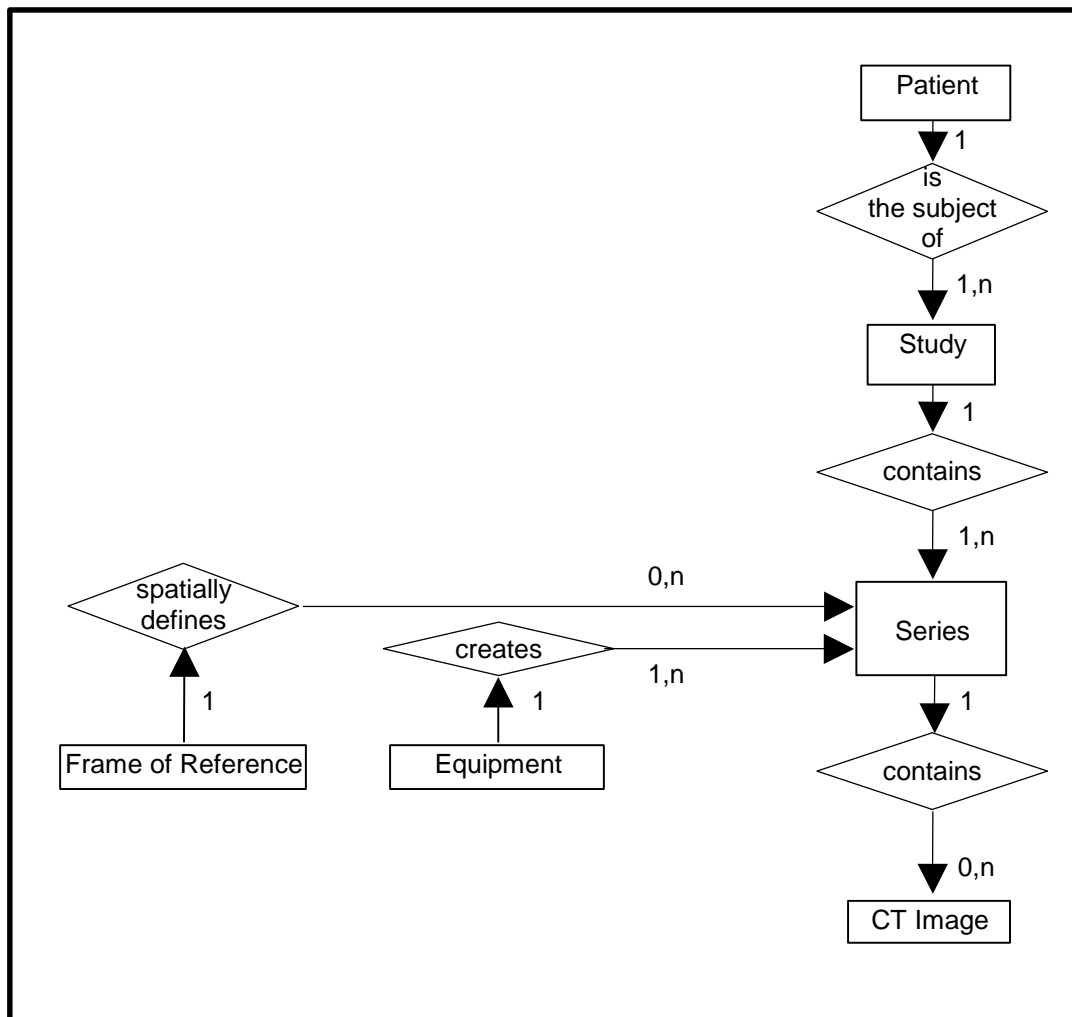 Patient
1
is
the subject
of
1,n
Study
1
contains
1,n
spatially
defines
0,n
Series
creates
1,n
1
1
1
Frame of Reference
Equipment
contains
0,n
CT Image